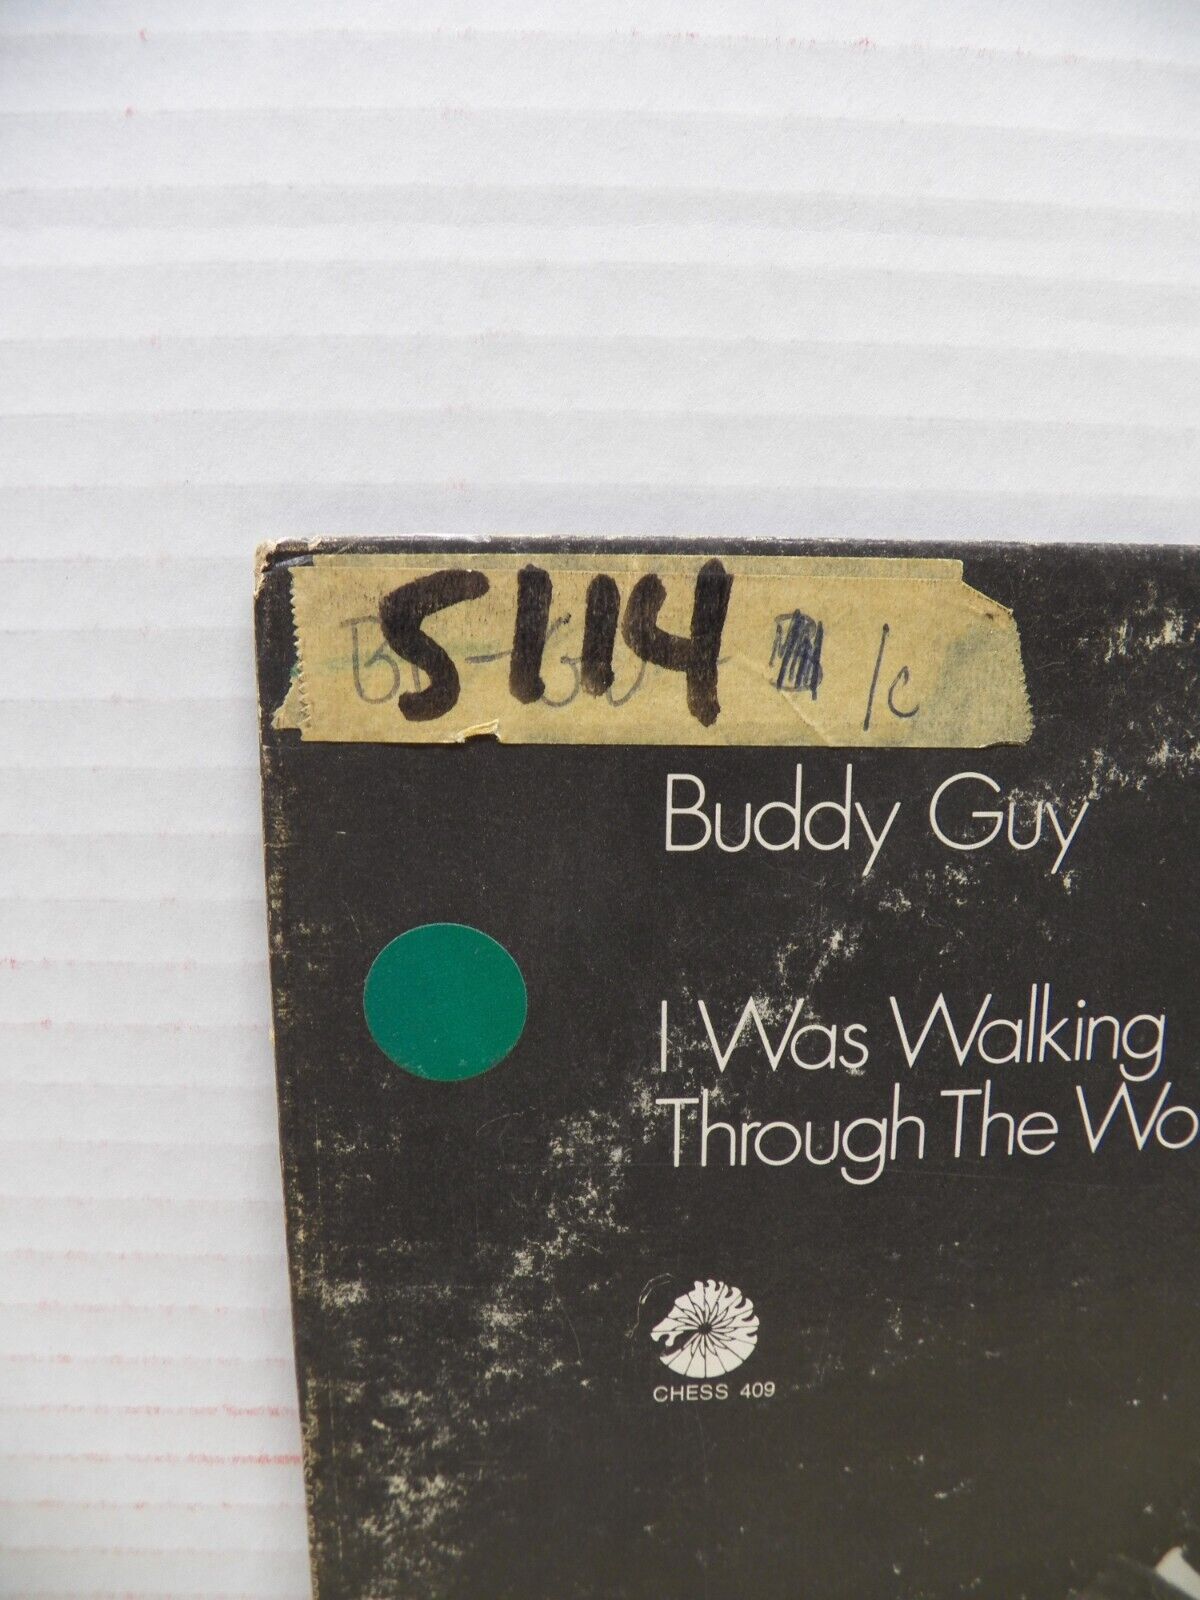 5114 /c
Buddy Guy
I Was Walking
Through The Wo
CHESS 409